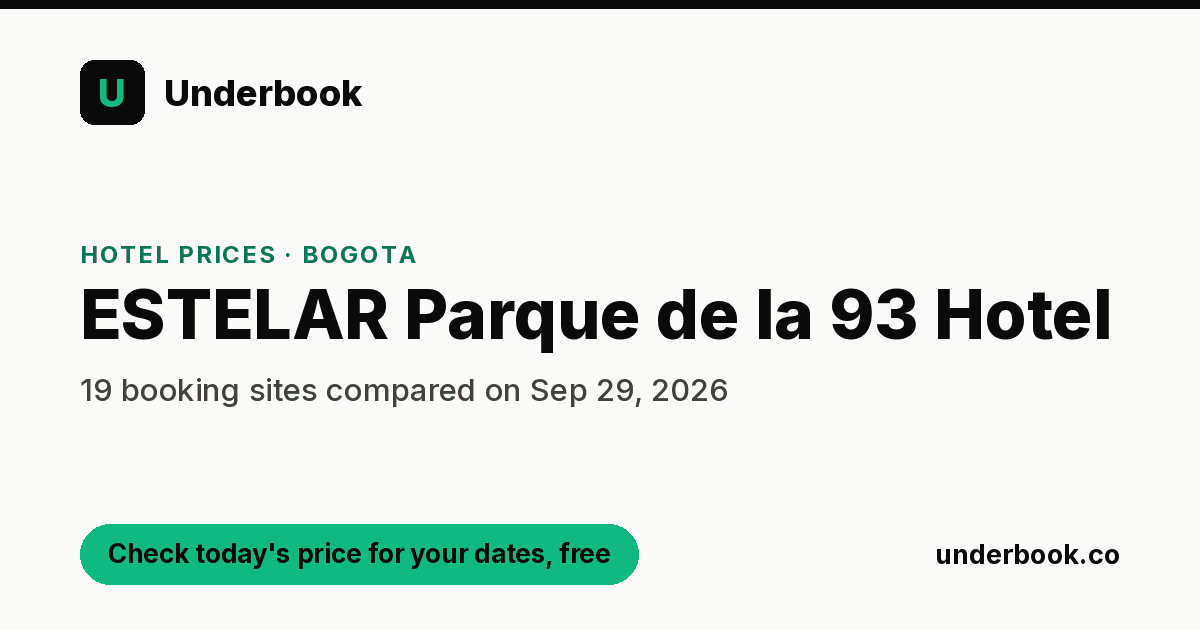 U Underbook
HOTEL PRICES · BOGOTA
ESTELAR Parque de la 93 Hotel
19 booking sites compared on Sep 29, 2026
Check today's price for your dates, free
underbook.co